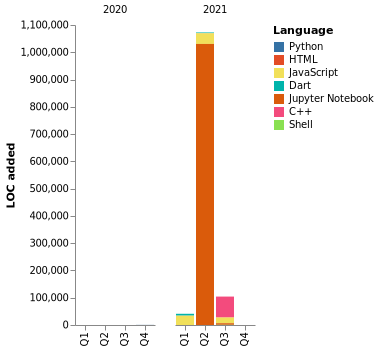 2020
2021
LOC added
1,100,000
1,000,000
900,000
800,000
700,000
600,000
500,000
400,000
300,000
200,000
100,000
0
Q1
Q2
Q3
Q4
Q1
Q2
Q3
Q4
Language
Python
HTML
JavaScript
Dart
Jupyter Notebook
C++
Shell